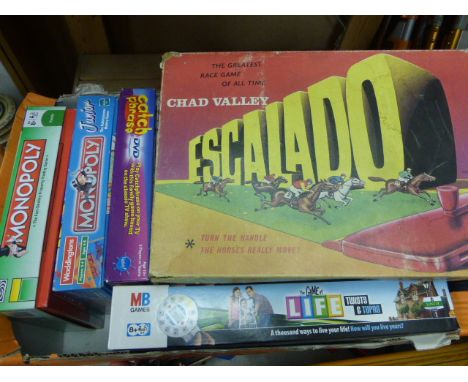 THE GREATEST
RACE GAME
OF ALL TIME
CHAD VALLEY
ESCALADO
* TURN THE HANDLE
THE HORSES REALLY MOVE!
MONOPOLY
MONOPOLY
Junior
Waddingtons
catch
phrase
DVD
MB
GAMES
8+
THE GAME of
LIFE
TWISTS
& TURNS
A thousand ways to live your life! How will you live yours?